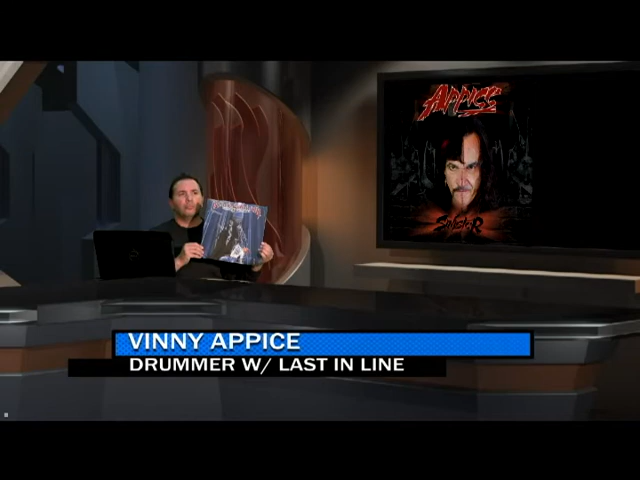 APPICE
SINISTER
VINNY APPICE
DRUMMER W/ LAST IN LINE